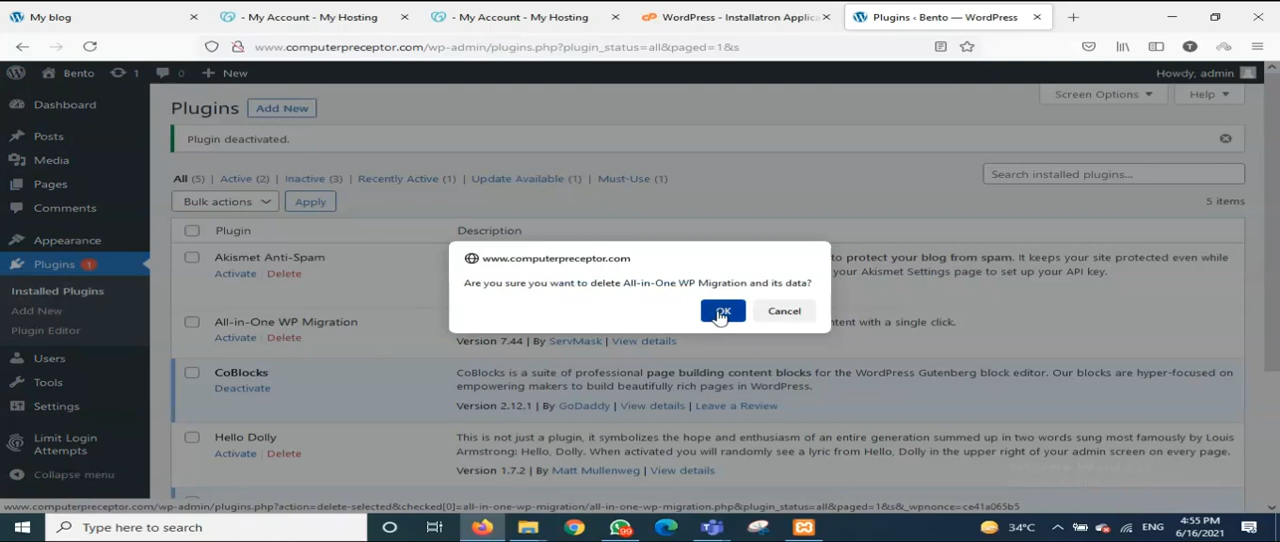 My blog
- My Account - My Hosting
- My Account - My Hosting
WordPress - Installatron Applica
Plugins ‹ Bento — WordPress
www.computerpreceptor.com/wp-admin/plugins.php?plugin_status=all&paged=1&s
Bento 1 0 + New Howdy, admin
Dashboard
Posts
Media
Pages
Comments
Appearance
Plugins 1
Installed Plugins
Add New
Plugin Editor
Users
Tools
Settings
Limit Login
Attempts
Collapse menu
Screen Options Help
Plugins Add New
Plugin deactivated.
All (5) | Active (2) | Inactive (3) | Recently Active (1) | Update Available (1) | Must-Use (1)
Search installed plugins...
Bulk actions Apply
5 items
Plugin Description
Akismet Anti-Spam
Activate | Delete
to protect your blog from spam. It keeps your site protected even while
your Akismet Settings page to set up your API key.
www.computerpreceptor.com
Are you sure you want to delete All-in-One WP Migration and its data?
OK Cancel
All-in-One WP Migration
Activate | Delete
ntent with a single click.
Version 7.44 | By ServMask | View details
CoBlocks
Deactivate
CoBlocks is a suite of professional page building content blocks for the WordPress Gutenberg block editor. Our blocks are hyper-focused on
empowering makers to build beautifully rich pages in WordPress.
Version 2.12.1 | By GoDaddy | View details | Leave a Review
Hello Dolly
Activate | Delete
This is not just a plugin, it symbolizes the hope and enthusiasm of an entire generation summed up in two words sung most famously by Louis
Armstrong: Hello, Dolly. When activated you will randomly see a lyric from Hello, Dolly in the upper right of your admin screen on every page.
Version 1.7.2 | By Matt Mullenweg | View details
www.computerpreceptor.com/wp-admin/plugins.php?action=delete-selected&checked[0]=all-in-one-wp-migration/all-in-one-wp-migration.php&plugin_status=all&paged=1&s&_wpnonce=ce41a065b5
Type here to search
34°C
ENG
4:55 PM
6/16/2021